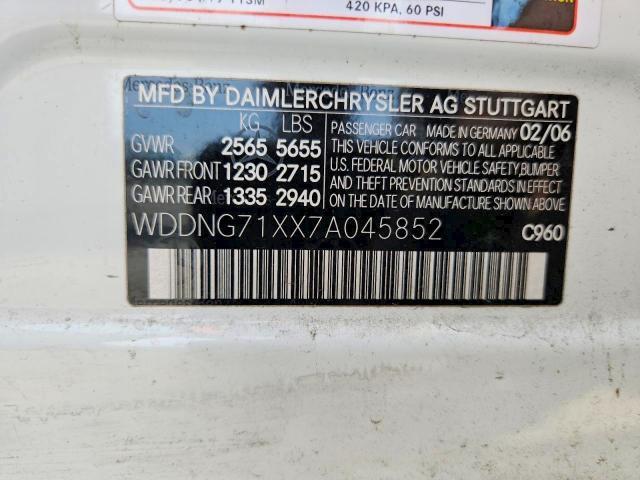 420 KPA, 60 PSI
MFD BY DAIMLERCHRYSLER AG STUTTGART
KG LBS
GVWR 2565 5655
GAWR FRONT 1230 2715
GAWR REAR 1335 2940
PASSENGER CAR MADE IN GERMANY 02/06
THIS VEHICLE CONFORMS TO ALL APPLICABLE
U.S. FEDERAL MOTOR VEHICLE SAFETY, BUMPER
AND THEFT PREVENTION STANDARDS IN EFFECT
ON THE DATE OF MANUFACTURE SHOWN ABOVE.
WDDNG71XX7A045852 C960